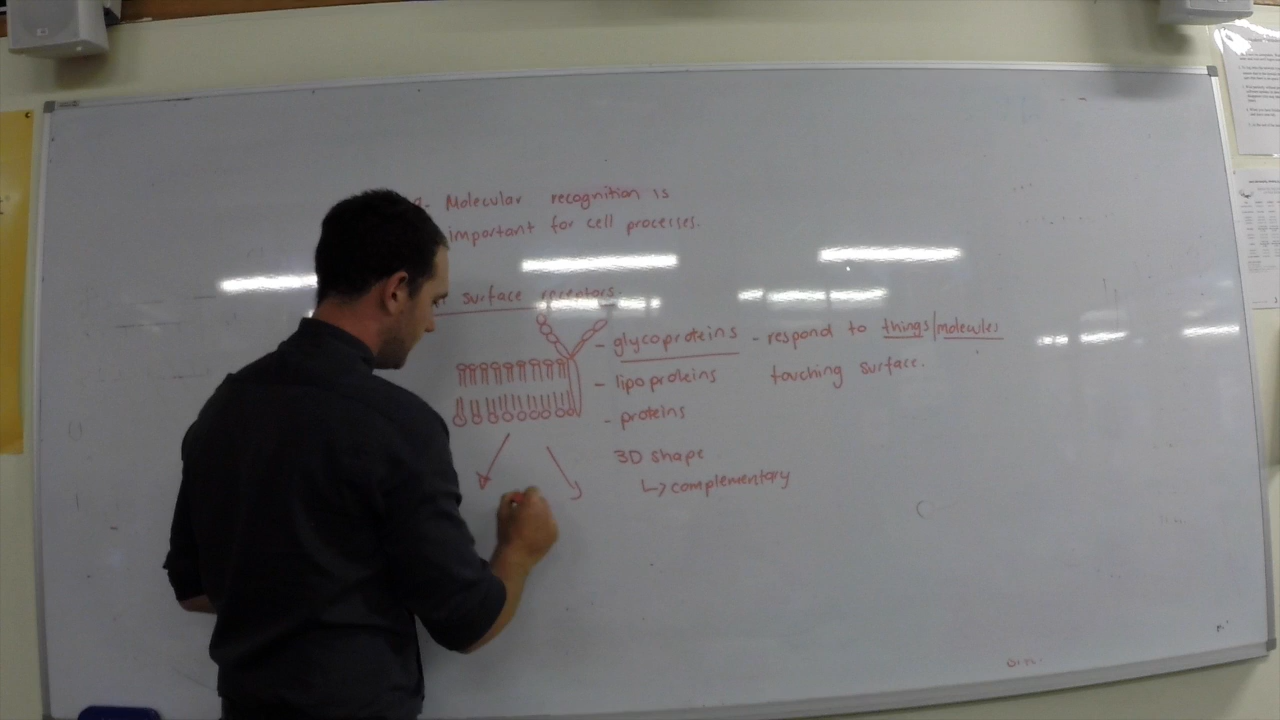 Molecular recognition is
important for cell processes.
surface receptors.
- glycoproteins - respond to things/molecules
- lipoproteins touching surface.
- proteins
3D shape
↳ complementary